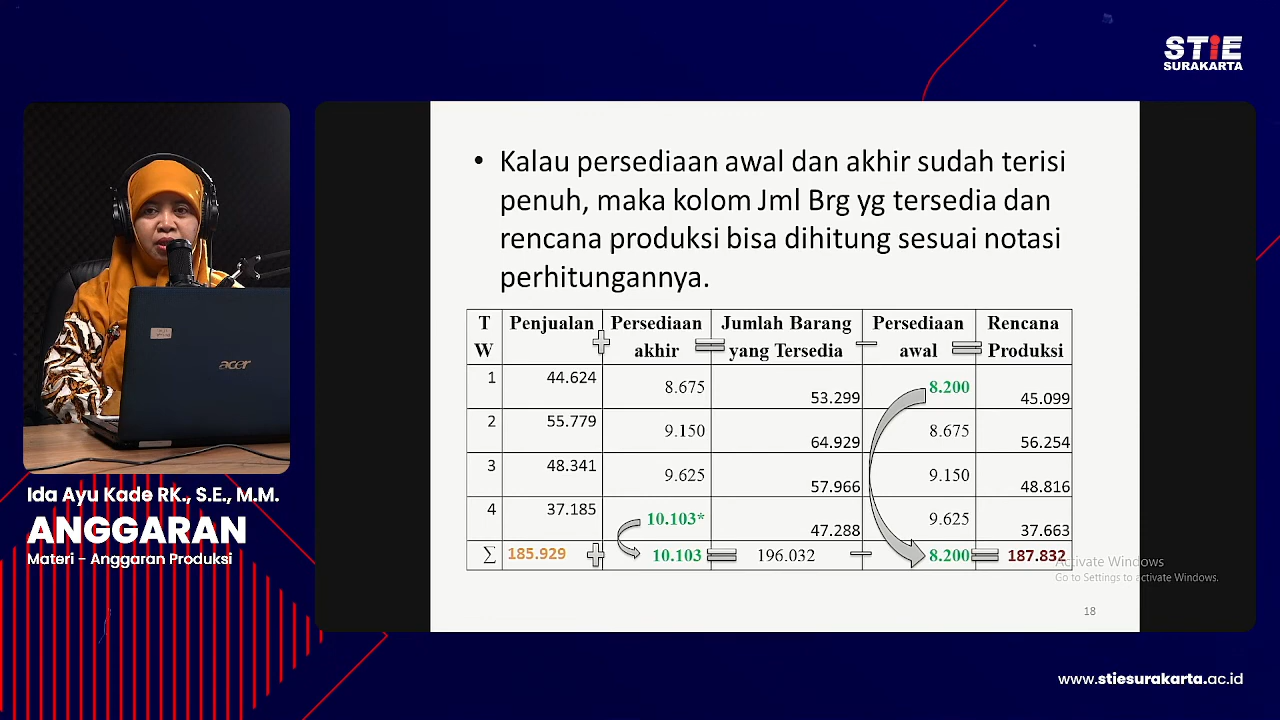 STiE
SURAKARTA
• Kalau persediaan awal dan akhir sudah terisi
penuh, maka kolom Jml Brg yg tersedia dan
rencana produksi bisa dihitung sesuai notasi
perhitungannya.
T W | Penjualan | Persediaan akhir | Jumlah Barang yang Tersedia | Persediaan awal | Rencana Produksi
1 | 44.624 | 8.675 | 53.299 | 8.200 | 45.099
2 | 55.779 | 9.150 | 64.929 | 8.675 | 56.254
3 | 48.341 | 9.625 | 57.966 | 9.150 | 48.816
4 | 37.185 | 10.103* | 47.288 | 9.625 | 37.663
∑ | 185.929 | 10.103 | 196.032 | 8.200 | 187.832
Activate Windows
Go to Settings to activate Windows.
18
acer
Ida Ayu Kade RK., S.E., M.M.
ANGGARAN
Materi – Anggaran Produksi
www.stiesurakarta.ac.id